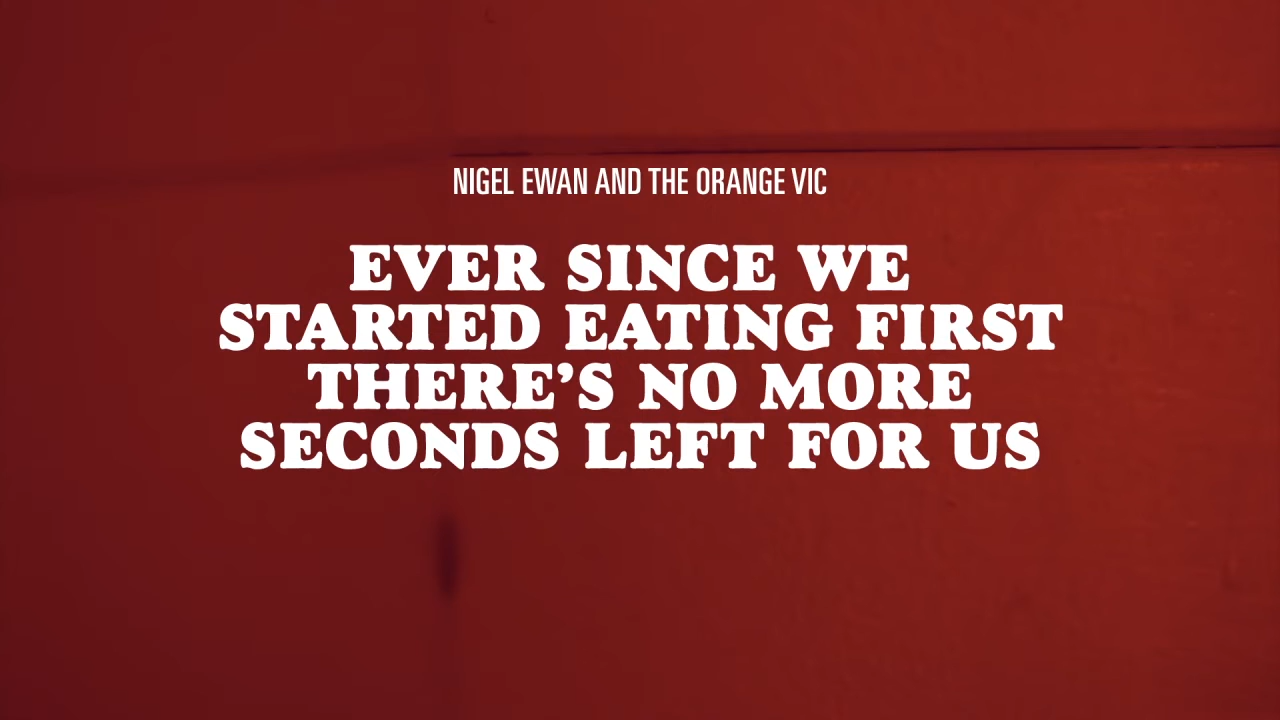 NIGEL EWAN AND THE ORANGE VIC
EVER SINCE WE
STARTED EATING FIRST
THERE’S NO MORE
SECONDS LEFT FOR US